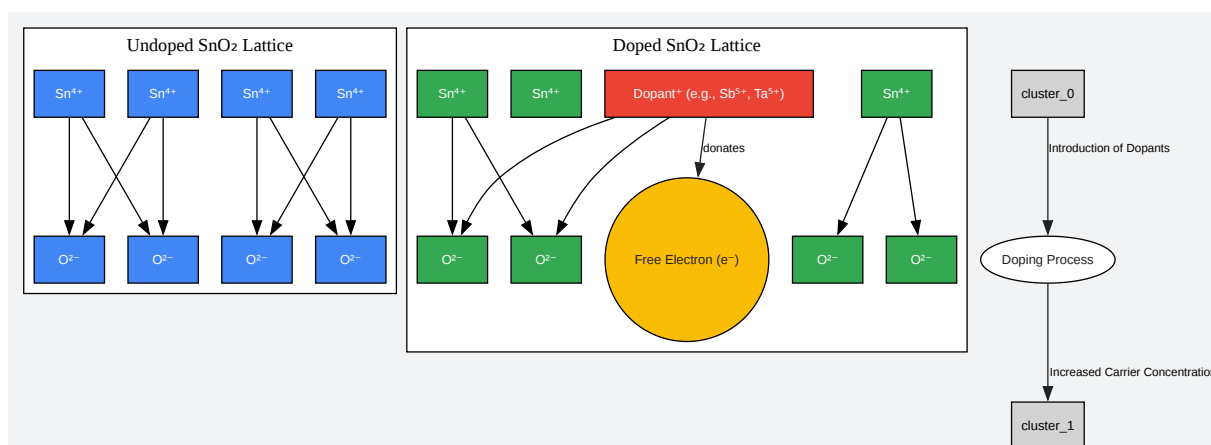 Undoped SnO₂ Lattice
Doped SnO₂ Lattice
Sn⁴⁺
Sn⁴⁺
Sn⁴⁺
Sn⁴⁺
Sn⁴⁺
Sn⁴⁺
Dopant⁺ (e.g., Sb⁵⁺, Ta⁵⁺)
Sn⁴⁺
cluster_0
donates
Introduction of Dopants
O²⁻
O²⁻
O²⁻
O²⁻
O²⁻
O²⁻
Free Electron (e⁻)
O²⁻
O²⁻
Doping Process
Increased Carrier Concentration
cluster_1